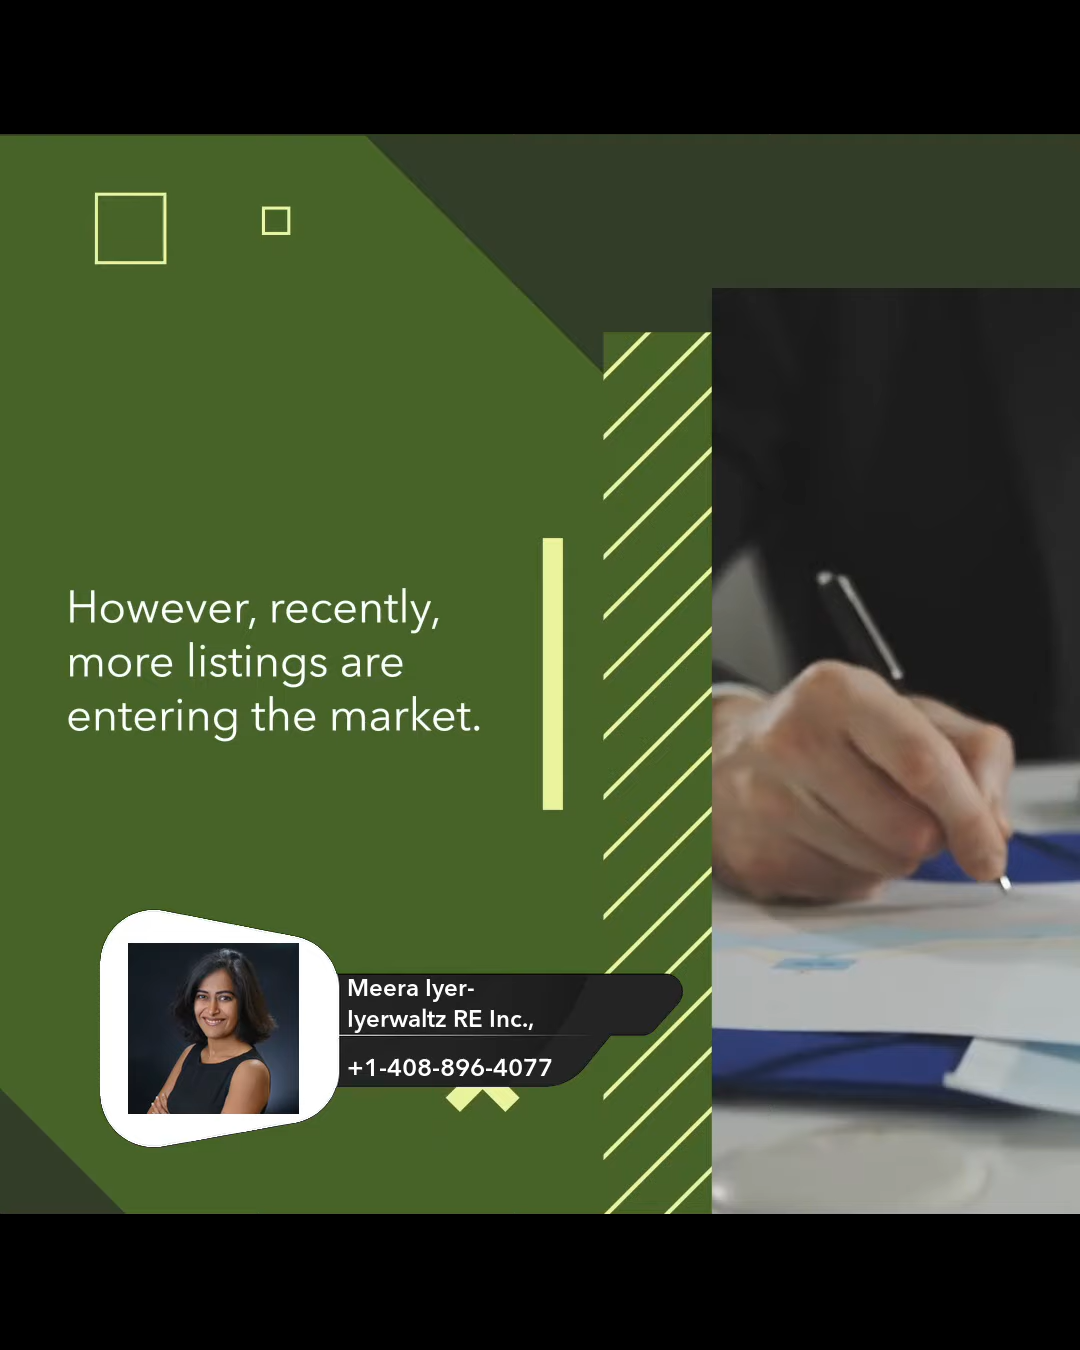 However, recently,
more listings are
entering the market.
Meera Iyer-
Iyerwaltz RE Inc.,
+1-408-896-4077